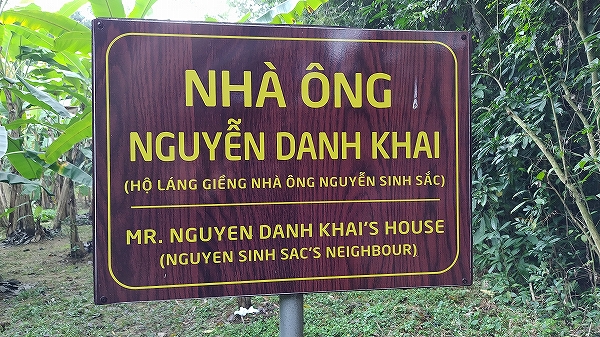 NHÀ ÔNG
NGUYỄN DANH KHAI
(HỘ LÁNG GIỀNG NHÀ ÔNG NGUYỄN SINH SẮC)
MR. NGUYEN DANH KHAI'S HOUSE
(NGUYEN SINH SAC'S NEIGHBOUR)